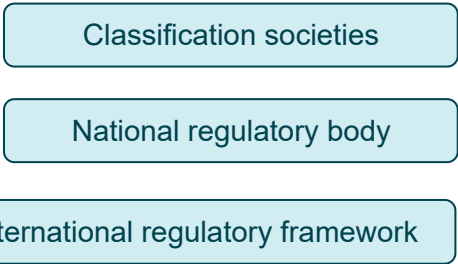 Classification societies
National regulatory body
ternational regulatory framework